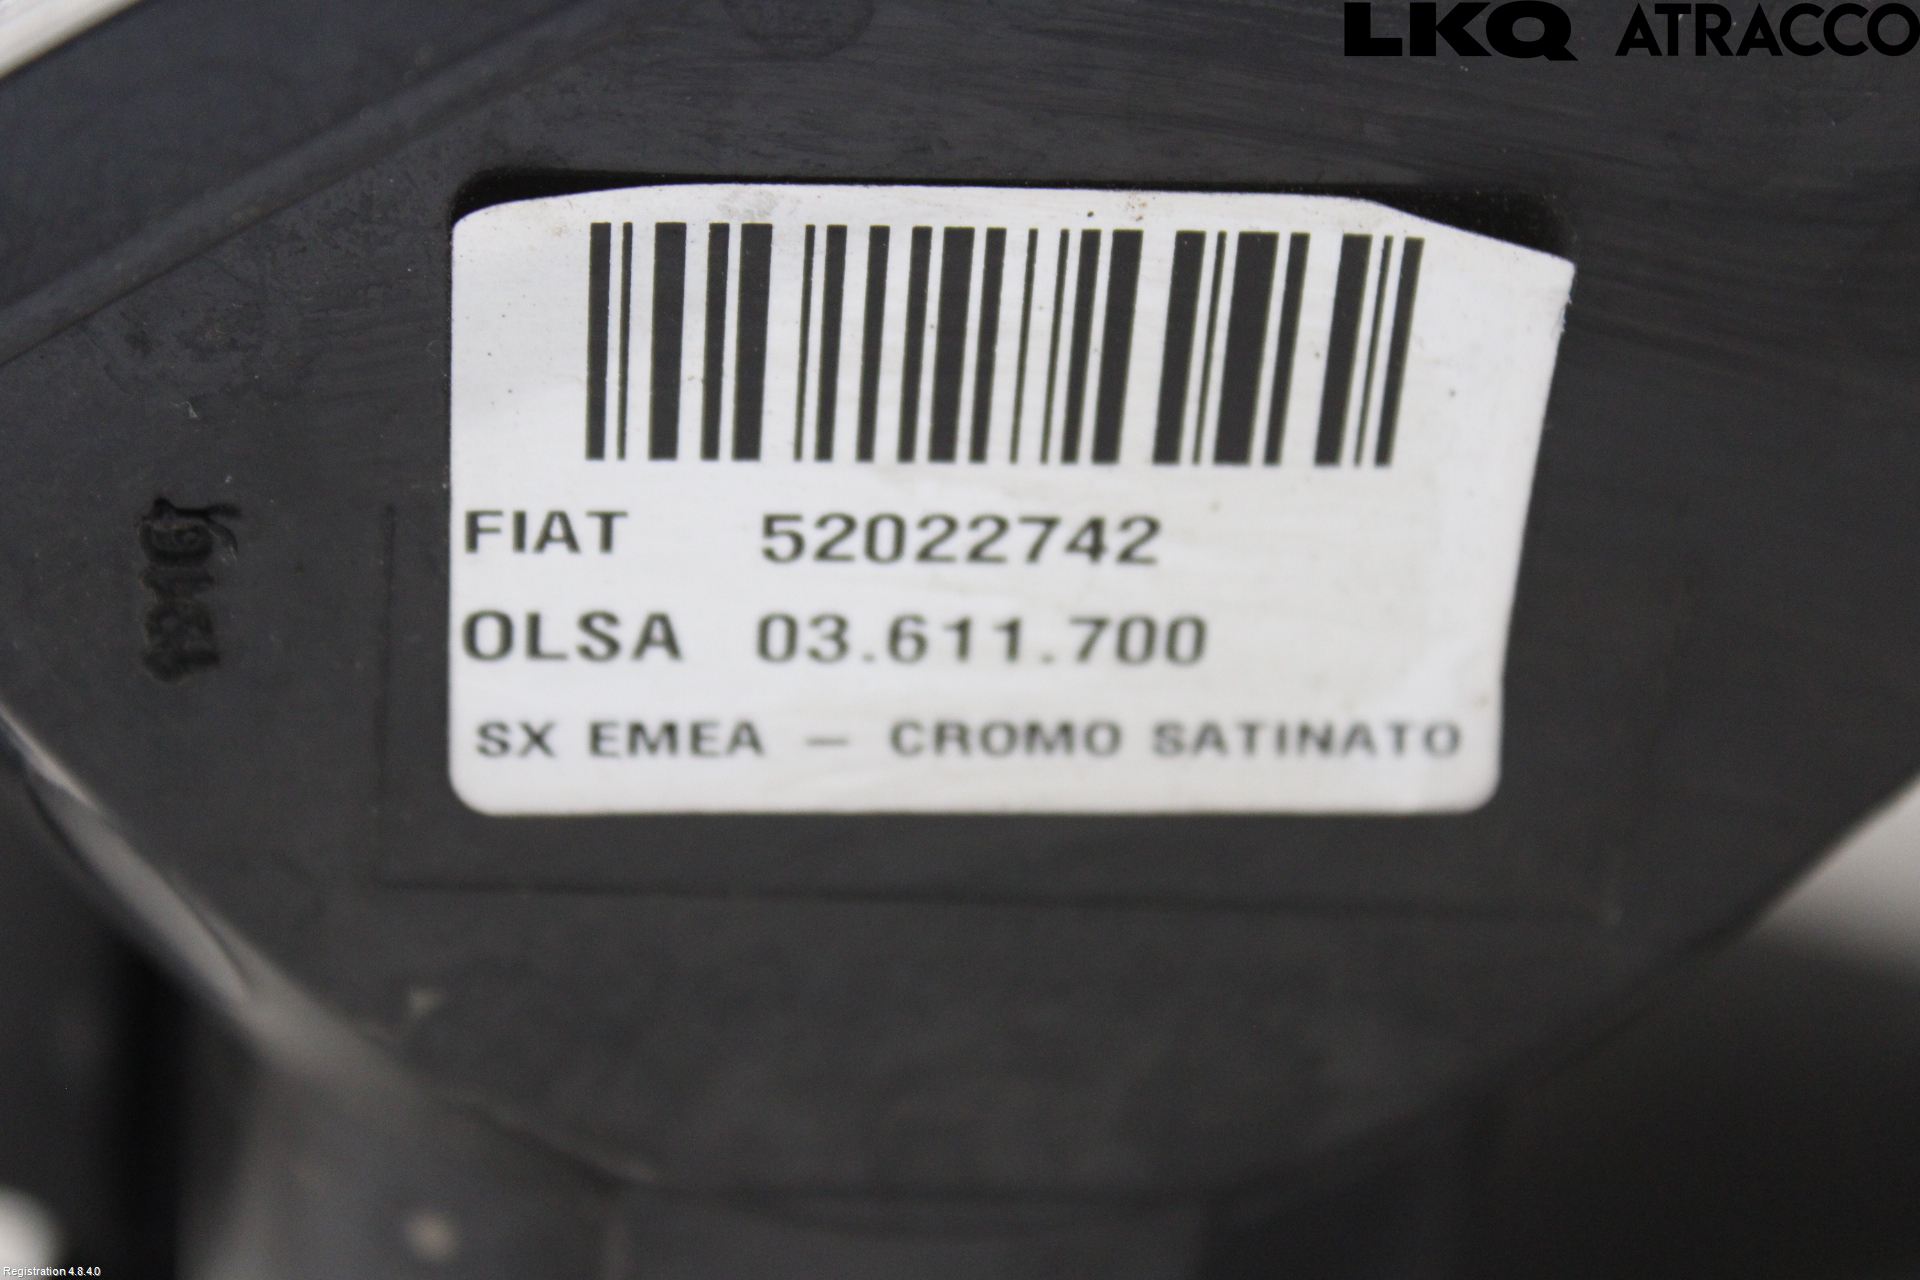 LKQ ATRACCO
FIAT 52022742
OLSA 03.611.700
SX EMEA – CROMO SATINATO
Registration 4.8.4.0